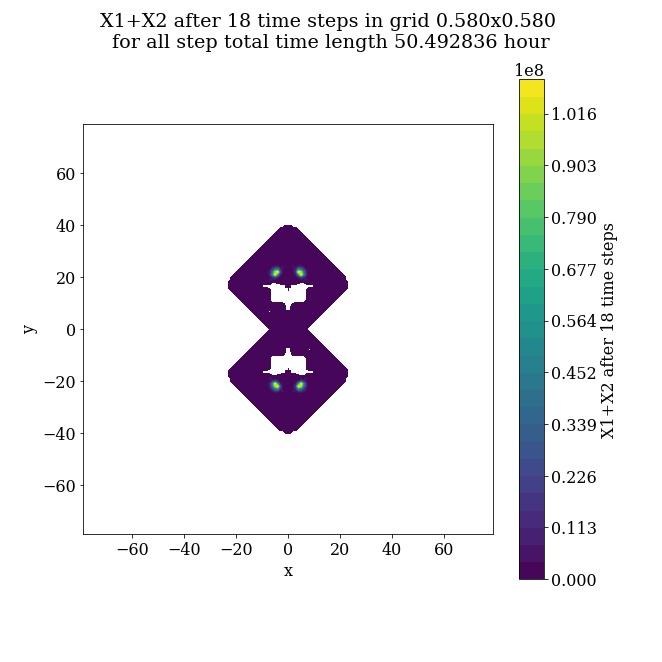 X1+X2 after 18 time steps in grid 0.580x0.580
for all step total time length 50.492836 hour
1e8
1.016
0.903
0.790
0.677
0.564
0.452
0.339
0.226
0.113
0.000
X1+X2 after 18 time steps
60
40
20
0
−20
−40
−60
y
−60 −40 −20 0 20 40 60
x